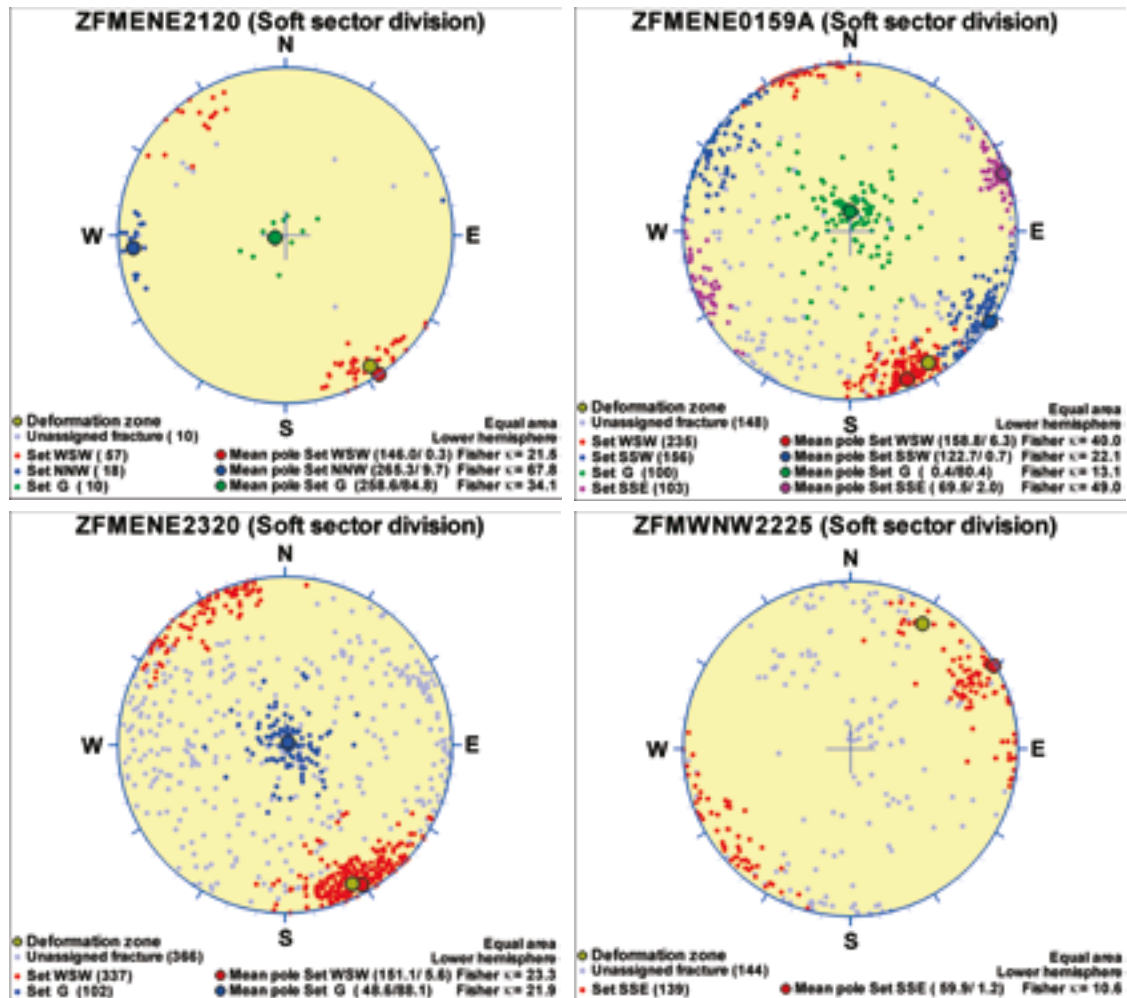 ZFMENE2120 (Soft sector division)
N
W
E
S
Deformation zone
Unassigned fracture ( 10)
Set WSW ( 57)
Set NNW ( 18)
Set G ( 10)
Equal area
Lower hemisphere
Mean pole Set WSW (146.0/ 0.3) Fisher κ= 21.5
Mean pole Set NNW (265.3/ 9.7) Fisher κ= 67.8
Mean pole Set G (258.6/84.8) Fisher κ= 34.1
ZFMENE0159A (Soft sector division)
N
W
E
S
Deformation zone
Unassigned fracture (148)
Set WSW (235)
Set SSW (156)
Set G (100)
Set SSE (103)
Equal area
Lower hemisphere
Mean pole Set WSW (158.8/ 6.3) Fisher κ= 40.0
Mean pole Set SSW (122.7/ 0.7) Fisher κ= 22.1
Mean pole Set G ( 0.4/80.4) Fisher κ= 13.1
Mean pole Set SSE ( 69.5/ 2.0) Fisher κ= 49.0
ZFMENE2320 (Soft sector division)
N
W
E
S
Deformation zone
Unassigned fracture (366)
Set WSW (337)
Set G (102)
Equal area
Lower hemisphere
Mean pole Set WSW (151.1/ 5.6) Fisher κ= 23.3
Mean pole Set G ( 48.6/88.1) Fisher κ= 21.9
ZFMWNW2225 (Soft sector division)
N
W
E
S
Deformation zone
Unassigned fracture (144)
Set SSE (139)
Equal area
Lower hemisphere
Mean pole Set SSE ( 59.9/ 1.2) Fisher κ= 10.6